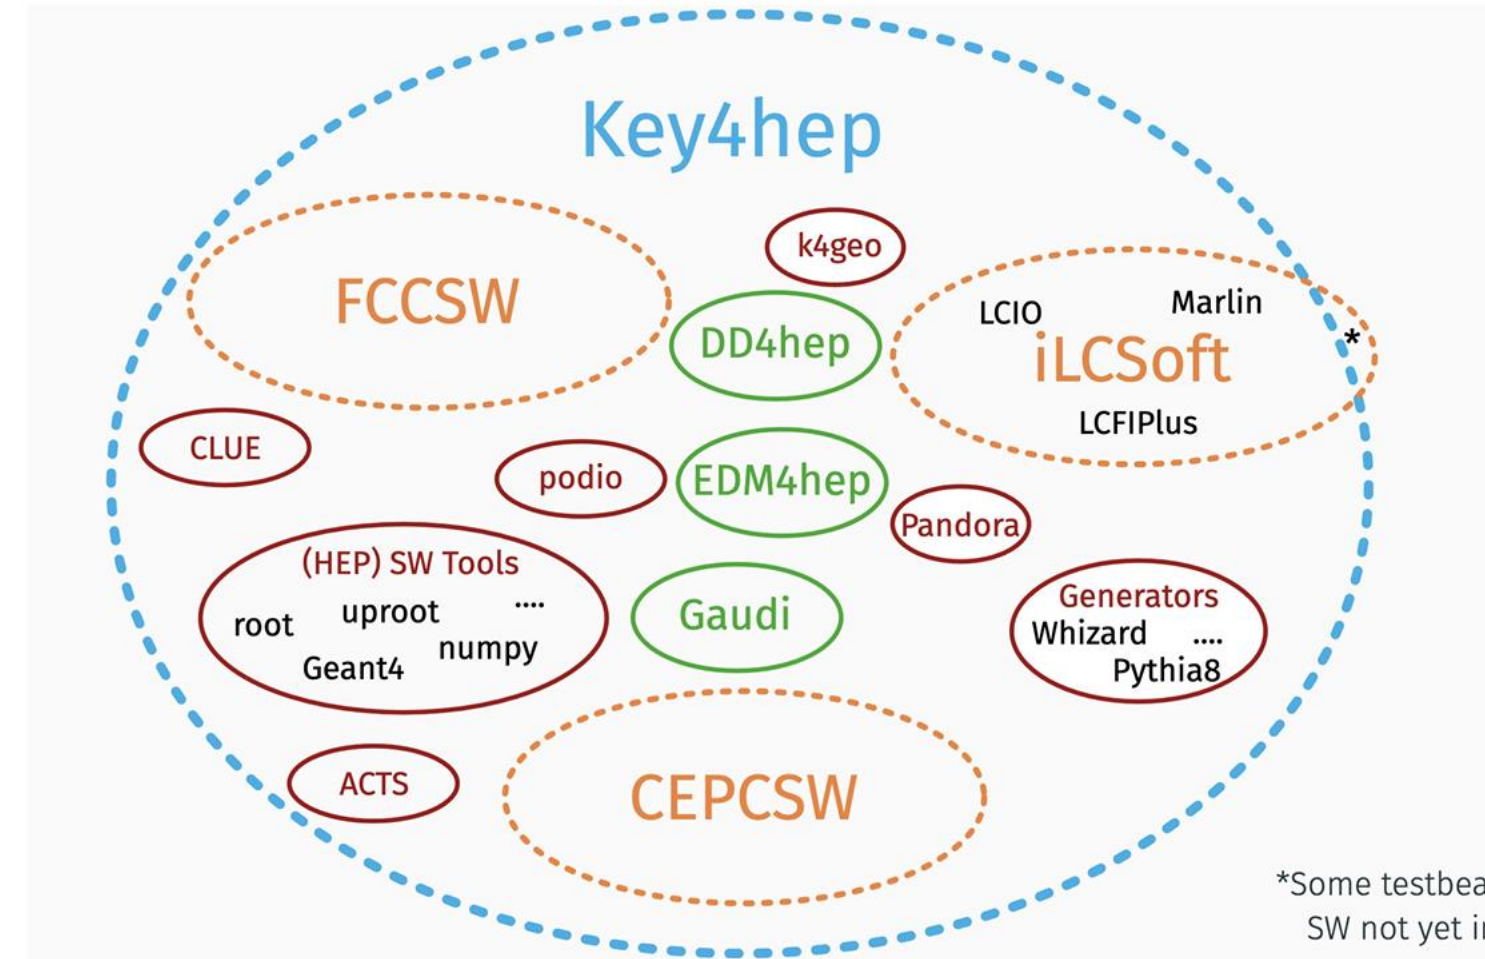 Key4hep
k4geo
FCCSW
DD4hep
LCIO
Marlin
iLCSoft
*
LCFIPlus
CLUE
podio
EDM4hep
Pandora
(HEP) SW Tools
root
uproot
....
numpy
Geant4
Gaudi
Generators
Whizard
....
Pythia8
ACTS
CEPCSW
*Some
SW not yet